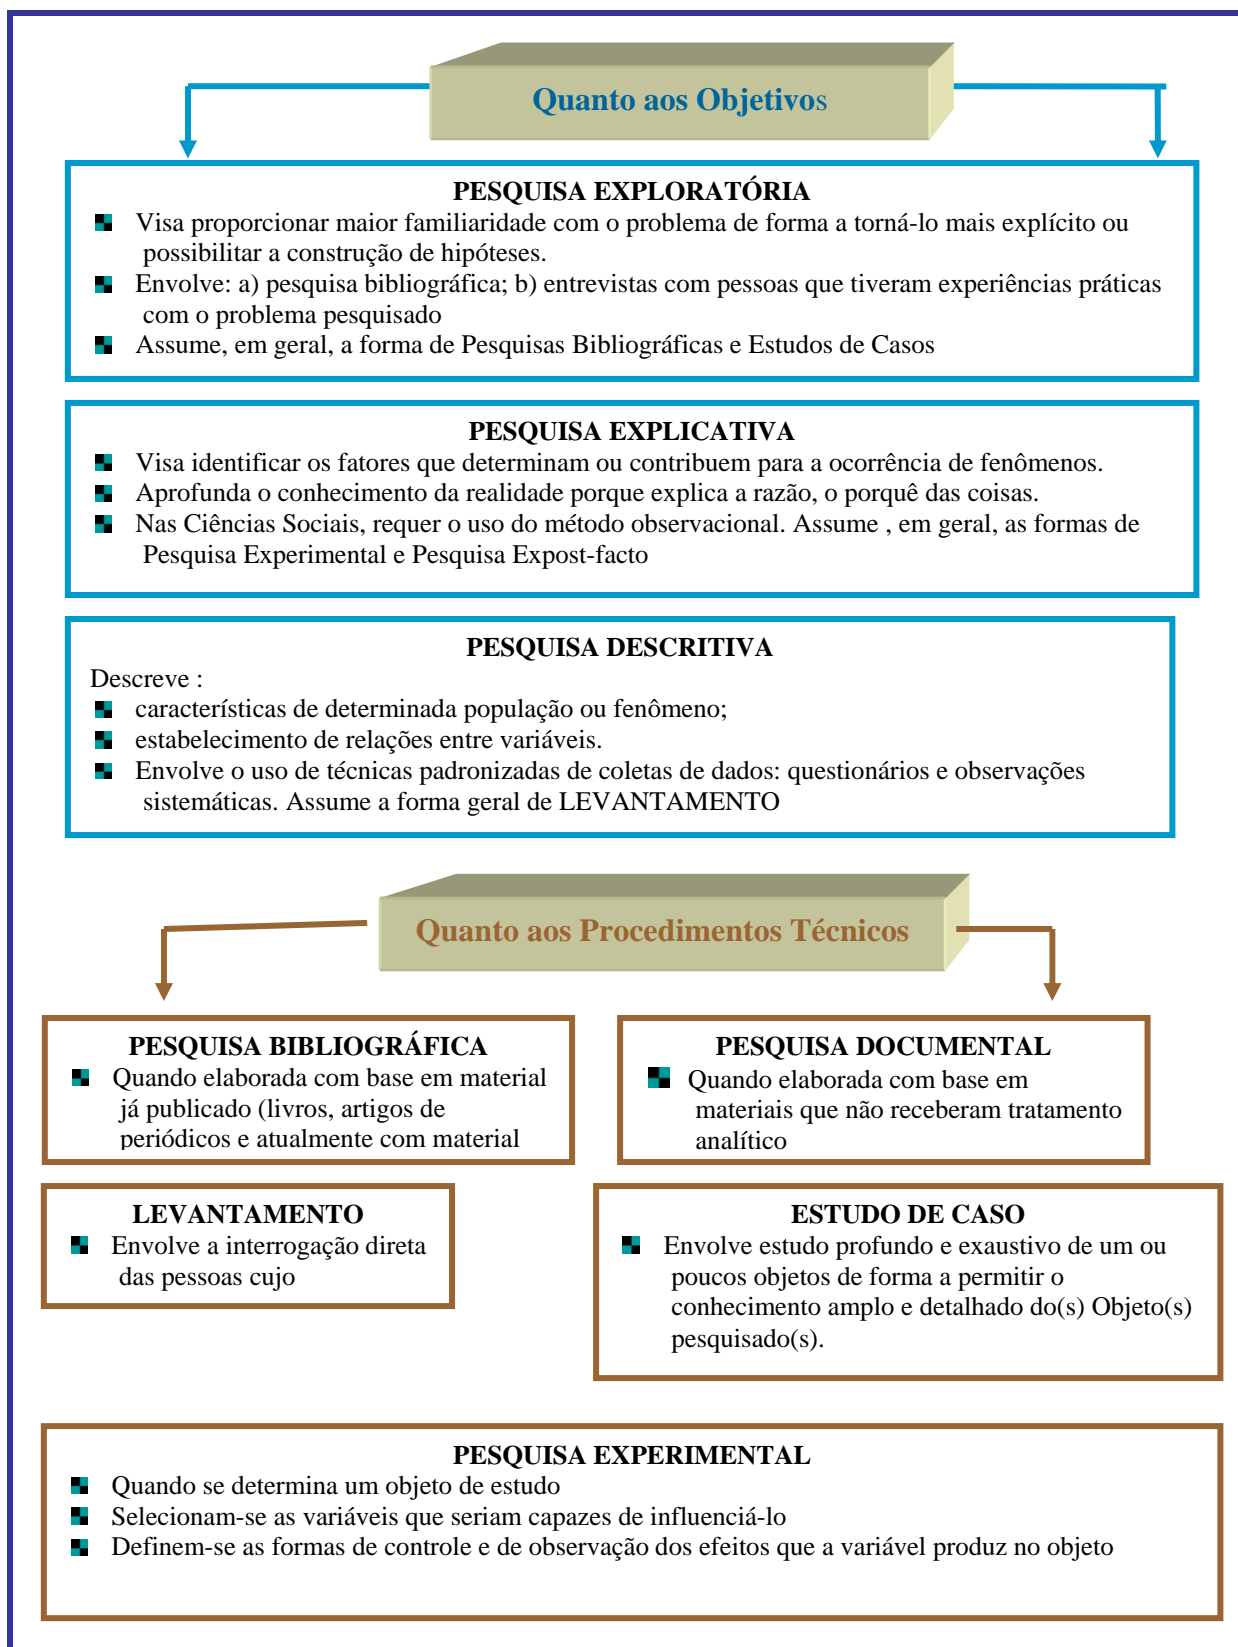 Quanto aos Objetivos
PESQUISA EXPLORATÓRIA
Visa proporcionar maior familiaridade com o problema de forma a torná-lo mais explícito ou
possibilitar a construção de hipóteses.
Envolve: a) pesquisa bibliográfica; b) entrevistas com pessoas que tiveram experiências práticas
com o problema pesquisado
Assume, em geral, a forma de Pesquisas Bibliográficas e Estudos de Casos
PESQUISA EXPLICATIVA
Visa identificar os fatores que determinam ou contribuem para a ocorrência de fenômenos.
Aprofunda o conhecimento da realidade porque explica a razão, o porquê das coisas.
Nas Ciências Sociais, requer o uso do método observacional. Assume , em geral, as formas de
Pesquisa Experimental e Pesquisa Expost-facto
PESQUISA DESCRITIVA
Descreve :
características de determinada população ou fenômeno;
estabelecimento de relações entre variáveis.
Envolve o uso de técnicas padronizadas de coletas de dados: questionários e observações
sistemáticas. Assume a forma geral de LEVANTAMENTO
Quanto aos Procedimentos Técnicos
PESQUISA BIBLIOGRÁFICA
Quando elaborada com base em material
já publicado (livros, artigos de
periódicos e atualmente com material
PESQUISA DOCUMENTAL
Quando elaborada com base em
materiais que não receberam tratamento
analítico
LEVANTAMENTO
Envolve a interrogação direta
das pessoas cujo
ESTUDO DE CASO
Envolve estudo profundo e exaustivo de um ou
poucos objetos de forma a permitir o
conhecimento amplo e detalhado do(s) Objeto(s)
pesquisado(s).
PESQUISA EXPERIMENTAL
Quando se determina um objeto de estudo
Selecionam-se as variáveis que seriam capazes de influenciá-lo
Definem-se as formas de controle e de observação dos efeitos que a variável produz no objeto